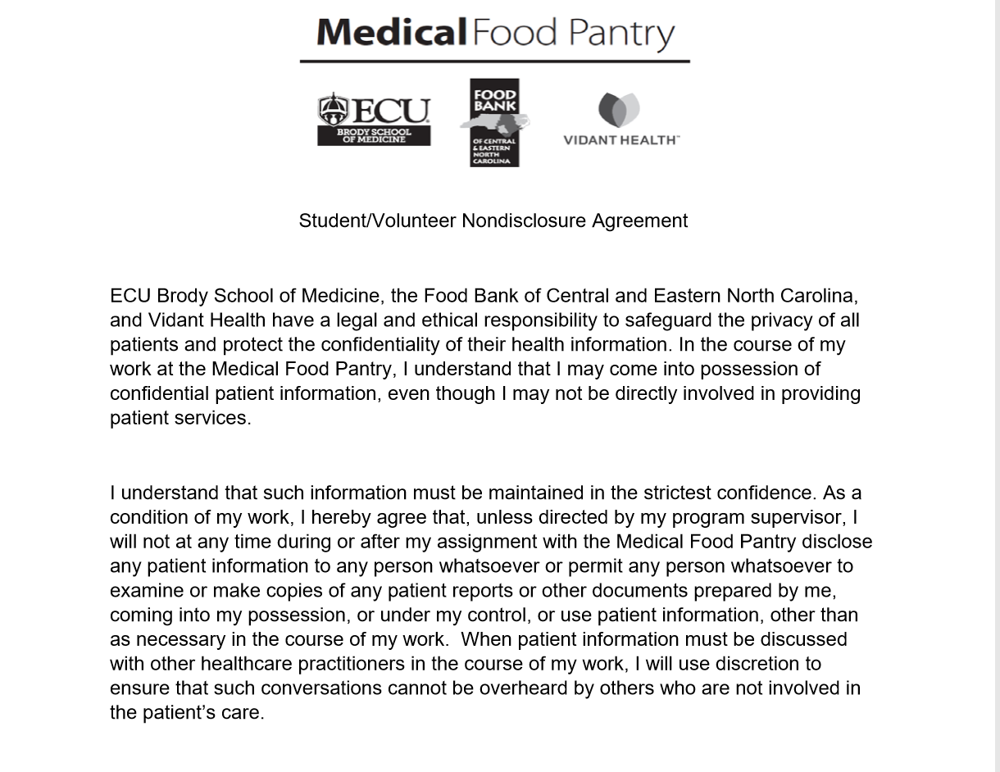 Medical Food Pantry
ECU
BRODY SCHOOL
OF MEDICINE
FOOD
BANK
OF CENTRAL
& EASTERN
NORTH
CAROLINA
VIDANT HEALTH™
Student/Volunteer Nondisclosure Agreement
ECU Brody School of Medicine, the Food Bank of Central and Eastern North Carolina,
and Vidant Health have a legal and ethical responsibility to safeguard the privacy of all
patients and protect the confidentiality of their health information. In the course of my
work at the Medical Food Pantry, I understand that I may come into possession of
confidential patient information, even though I may not be directly involved in providing
patient services.
I understand that such information must be maintained in the strictest confidence. As a
condition of my work, I hereby agree that, unless directed by my program supervisor, I
will not at any time during or after my assignment with the Medical Food Pantry disclose
any patient information to any person whatsoever or permit any person whatsoever to
examine or make copies of any patient reports or other documents prepared by me,
coming into my possession, or under my control, or use patient information, other than
as necessary in the course of my work.  When patient information must be discussed
with other healthcare practitioners in the course of my work, I will use discretion to
ensure that such conversations cannot be overheard by others who are not involved in
the patient’s care.